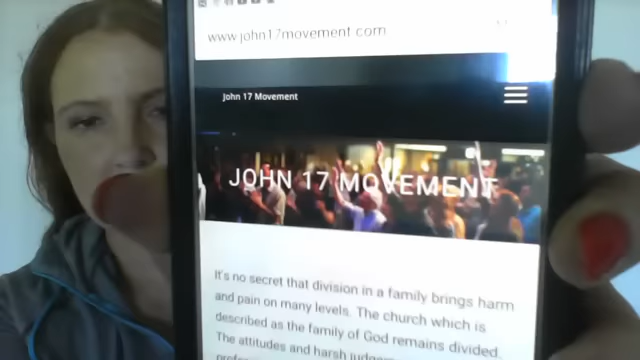 www.john17movement.com
John 17 Movement
JOHN 17 MOVEMENT
It's no secret that division in a family brings harm
and pain on many levels. The church which is
described as the family of God remains divided.
The attitudes and harsh